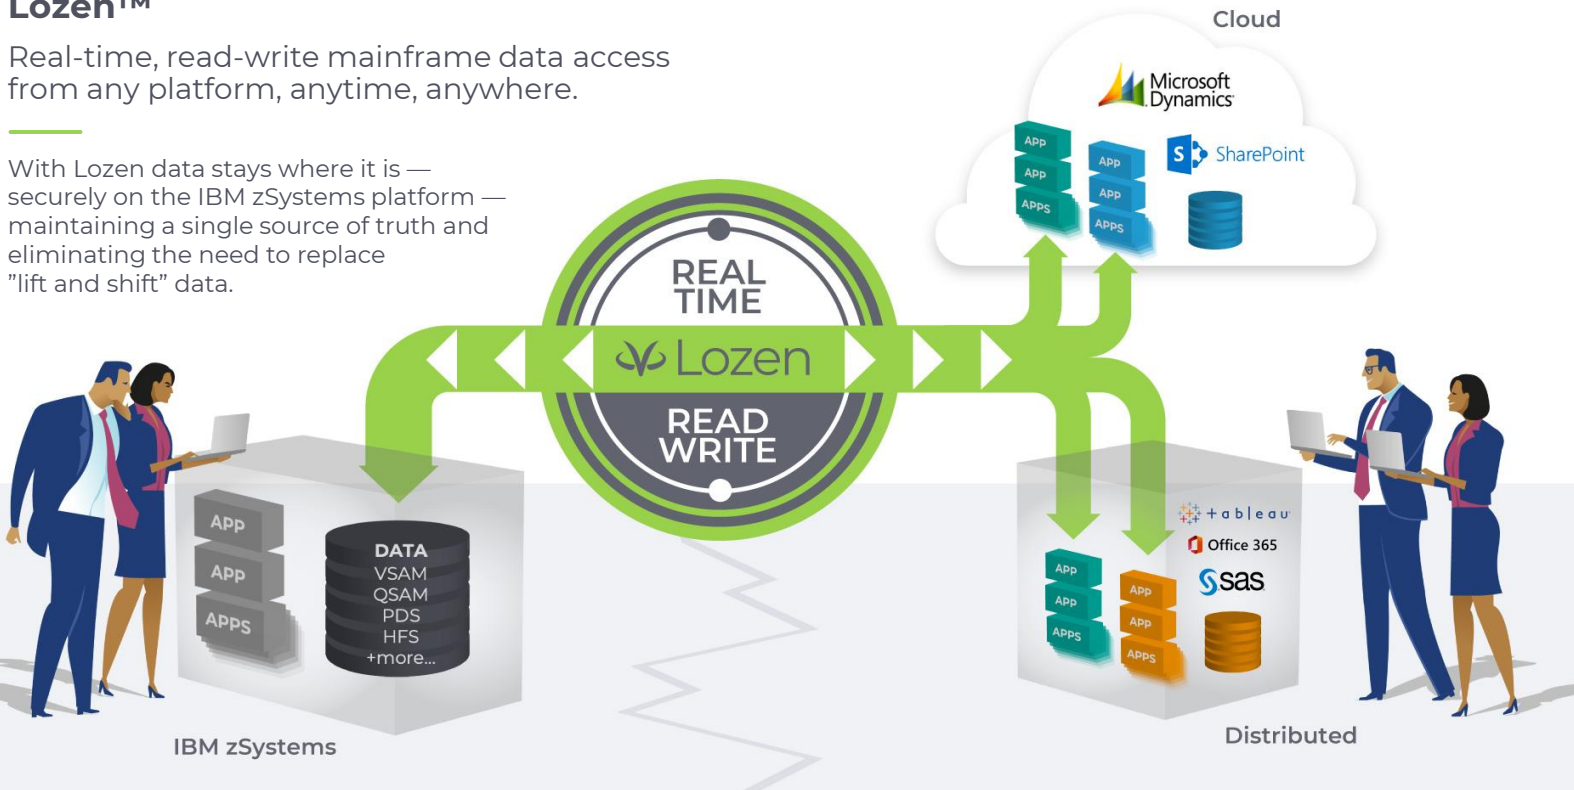 Lozen™
Real-time, read-write mainframe data access
from any platform, anytime, anywhere.
With Lozen data stays where it is —
securely on the IBM zSystems platform —
maintaining a single source of truth and
eliminating the need to replace
”lift and shift” data.
Cloud
Microsoft
Dynamics
SharePoint
S
APP
APP
APPS
APP
APP
APPS
REAL
TIME
Lozen
READ
WRITE
APP
APP
APPS
DATA
VSAM
QSAM
PDS
HFS
+more...
IBM zSystems
+ableau
Office 365
sas
APP
APP
APPS
APP
APP
APPS
Distributed